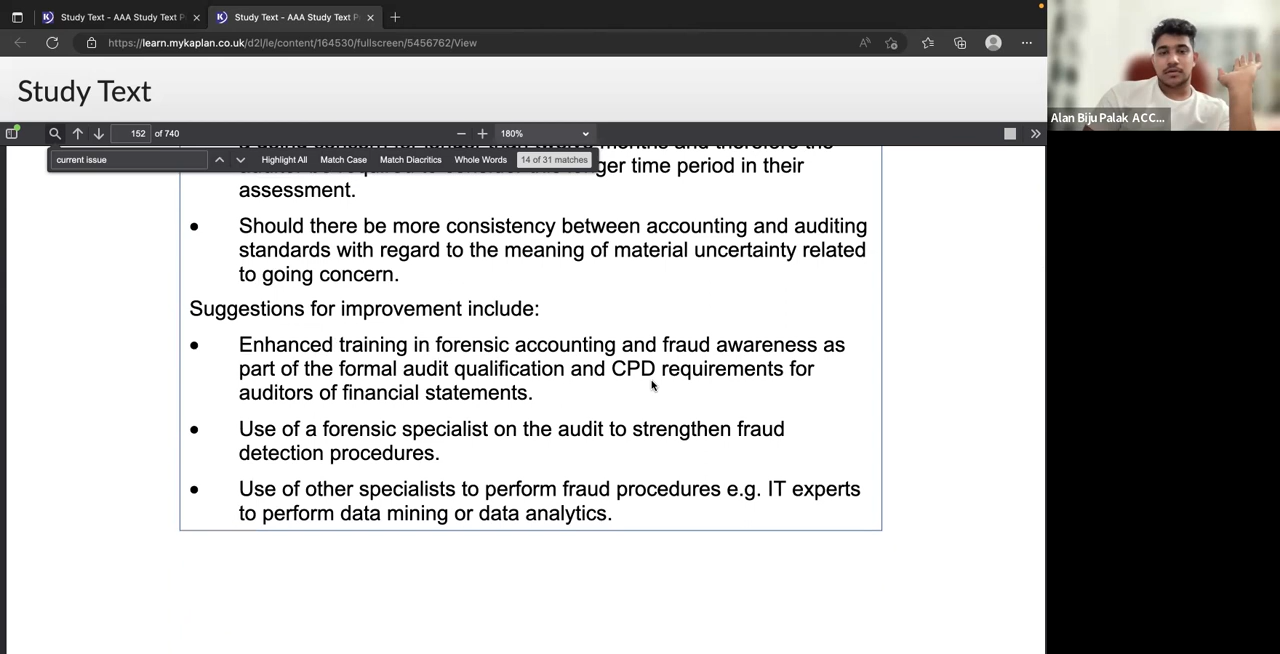 Study Text - AAA Study Text P
Study Text - AAA Study Text P
https://learn.mykaplan.co.uk/d2l/le/content/164530/fullscreen/5456762/View
Study Text
152 of 740
180%
current issue
Highlight All
Match Case
Match Diacritics
Whole Words
14 of 31 matches
months and therefore the
longer time period in their
assessment.
• Should there be more consistency between accounting and auditing
standards with regard to the meaning of material uncertainty related
to going concern.
Suggestions for improvement include:
• Enhanced training in forensic accounting and fraud awareness as
part of the formal audit qualification and CPD requirements for
auditors of financial statements.
• Use of a forensic specialist on the audit to strengthen fraud
detection procedures.
• Use of other specialists to perform fraud procedures e.g. IT experts
to perform data mining or data analytics.
Alan Biju Palak ACC...